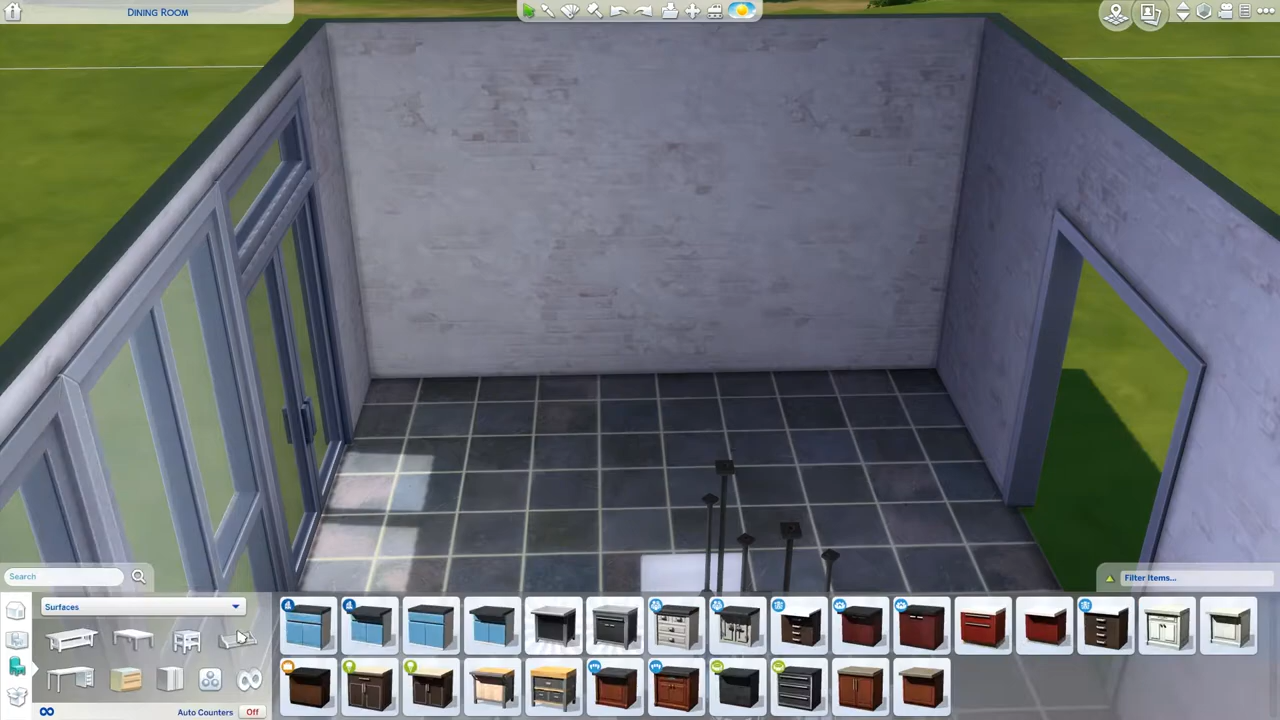 DINING ROOM
Search
Filter Items...
Surfaces
Auto Counters Off